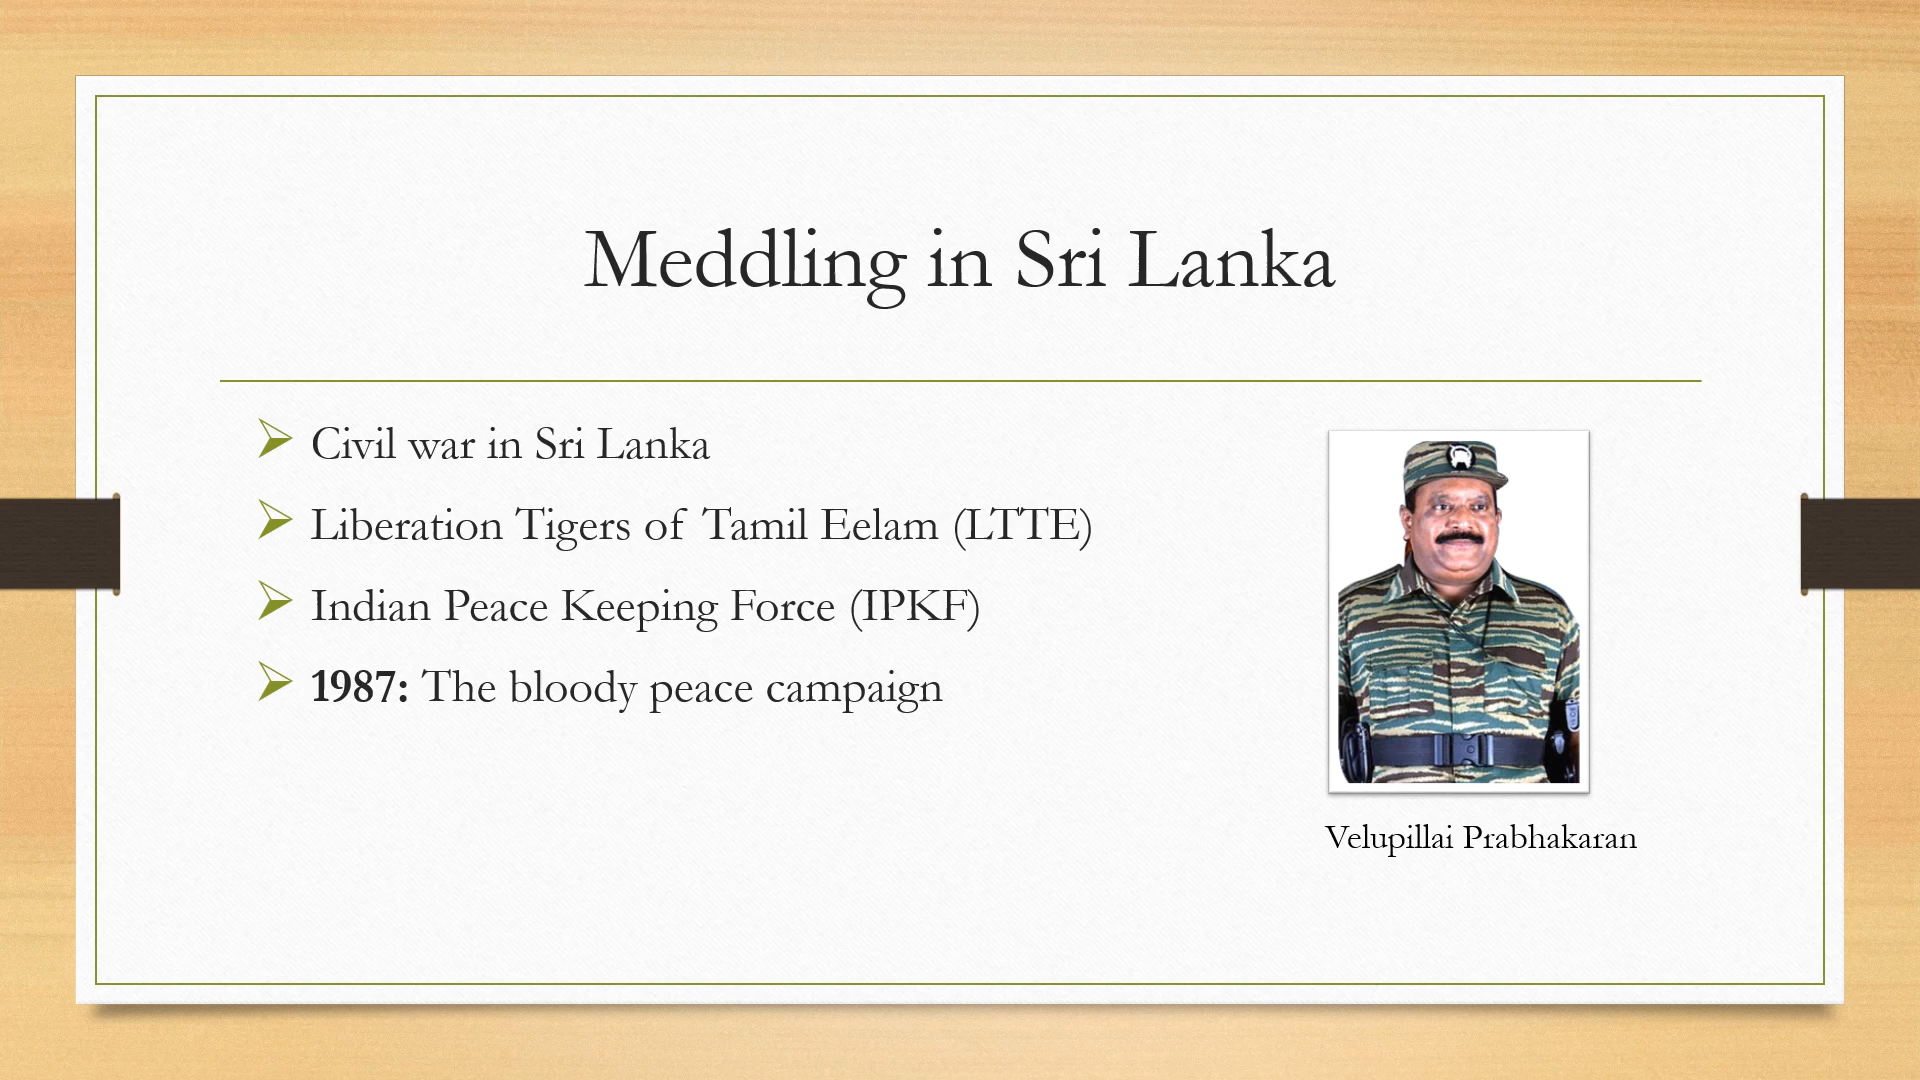 Meddling in Sri Lanka
Civil war in Sri Lanka
Liberation Tigers of Tamil Eelam (LTTE)
Indian Peace Keeping Force (IPKF)
1987: The bloody peace campaign
Velupillai Prabhakaran